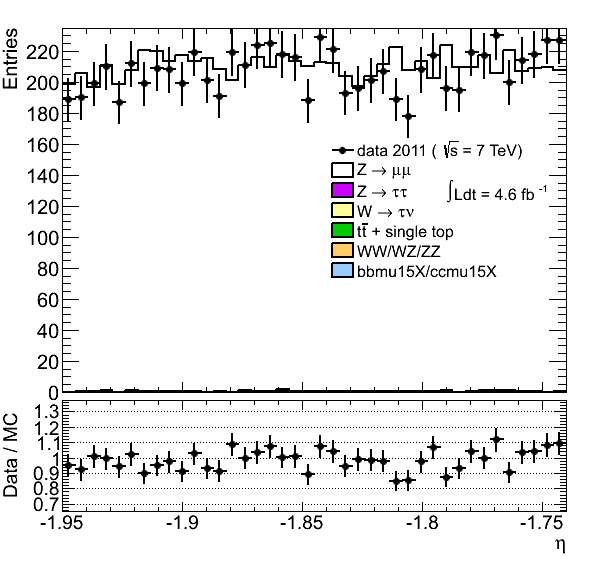 Entries
220
200
180
160
140
120
100
80
60
40
20
0
data 2011 ( √s = 7 TeV)
Z → μμ
Z → ττ
∫Ldt = 4.6 fb⁻¹
W → τν
tt̄ + single top
WW/WZ/ZZ
bbmu15X/ccmu15X
Data / MC
1.3
1.2
1.1
1
0.9
0.8
0.7
-1.95 -1.9 -1.85 -1.8 -1.75
η